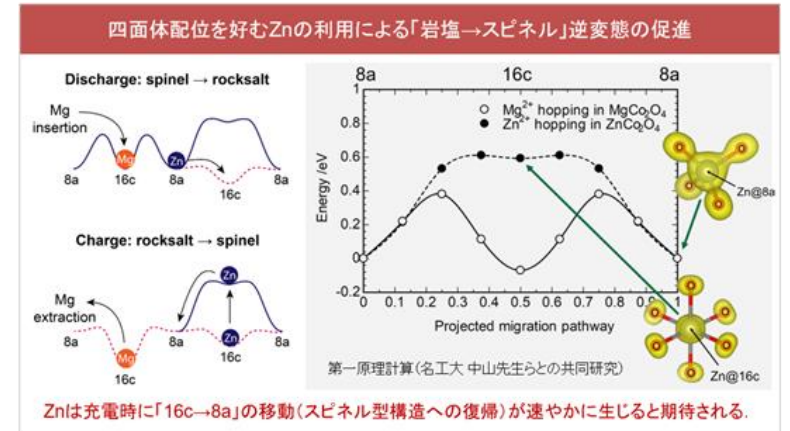 四面体配位を好むZnの利用による「岩塩→スピネル」逆変態の促進
Discharge: spinel → rocksalt
Mg
insertion
Mg
Zn
8a
16c
8a
16c
8a
Charge: rocksalt → spinel
Mg
extraction
Zn
8a
Mg
8a
Zn
8a
16c
16c
8a
16c
8a
Mg²⁺ hopping in MgCo₂O₄
Zn²⁺ hopping in ZnCo₂O₄
Energy /eV
1
0.8
0.6
0.4
0.2
0
-0.2
0 0.1 0.2 0.3 0.4 0.5 0.6 0.7 0.8 0.9 1
Projected migration pathway
第一原理計算(名工大 中山先生らとの共同研究)
O
O
O
O
Zn@8a
O
O
O
O
O
O
Zn@16c
Znは充電時に「16c→8a」の移動(スピネル型構造への復帰)が速やかに生じると期待される.